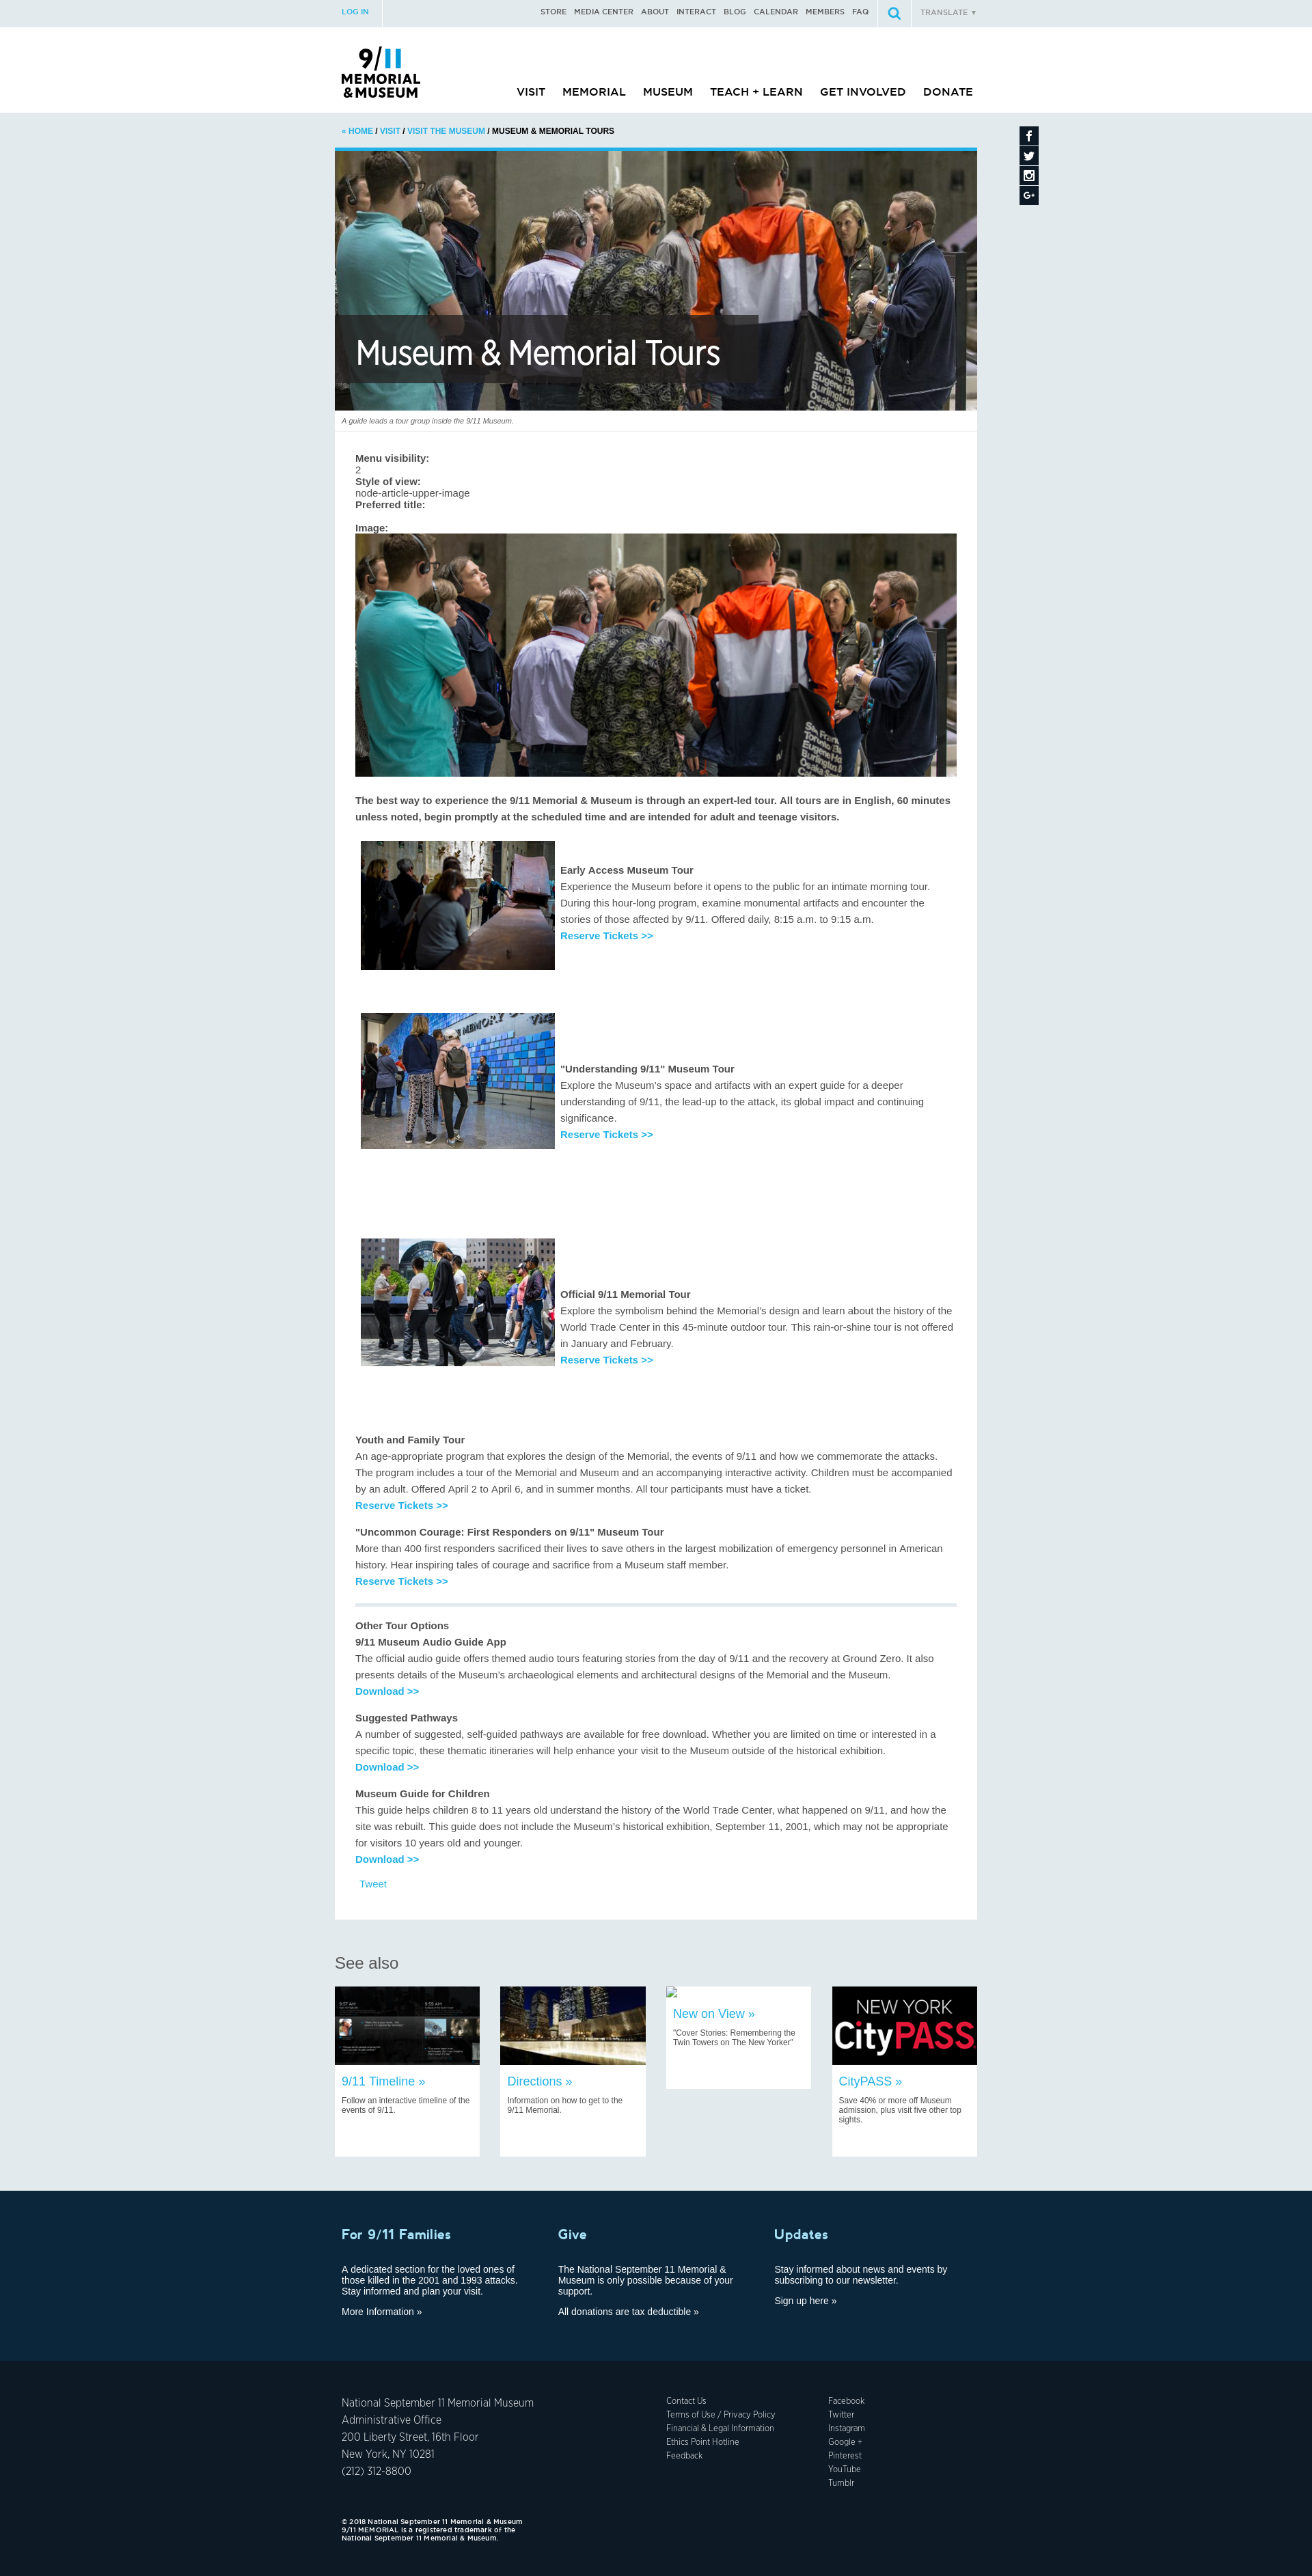 LOG IN
STORE MEDIA CENTER ABOUT INTERACT BLOG CALENDAR MEMBERS FAQ
TRANSLATE ▼
9/11
MEMORIAL
&MUSEUM
VISIT MEMORIAL MUSEUM TEACH + LEARN GET INVOLVED DONATE
« HOME / VISIT / VISIT THE MUSEUM / MUSEUM & MEMORIAL TOURS
Museum & Memorial Tours
A guide leads a tour group inside the 9/11 Museum.
Menu visibility:
2
Style of view:
node-article-upper-image
Preferred title:
Image:
The best way to experience the 9/11 Memorial & Museum is through an expert-led tour. All tours are in English, 60 minutes
unless noted, begin promptly at the scheduled time and are intended for adult and teenage visitors.
Early Access Museum Tour
Experience the Museum before it opens to the public for an intimate morning tour.
During this hour-long program, examine monumental artifacts and encounter the
stories of those affected by 9/11. Offered daily, 8:15 a.m. to 9:15 a.m.
Reserve Tickets >>
"Understanding 9/11" Museum Tour
Explore the Museum's space and artifacts with an expert guide for a deeper
understanding of 9/11, the lead-up to the attack, its global impact and continuing
significance.
Reserve Tickets >>
Official 9/11 Memorial Tour
Explore the symbolism behind the Memorial's design and learn about the history of the
World Trade Center in this 45-minute outdoor tour. This rain-or-shine tour is not offered
in January and February.
Reserve Tickets >>
Youth and Family Tour
An age-appropriate program that explores the design of the Memorial, the events of 9/11 and how we commemorate the attacks.
The program includes a tour of the Memorial and Museum and an accompanying interactive activity. Children must be accompanied
by an adult. Offered April 2 to April 6, and in summer months. All tour participants must have a ticket.
Reserve Tickets >>
"Uncommon Courage: First Responders on 9/11" Museum Tour
More than 400 first responders sacrificed their lives to save others in the largest mobilization of emergency personnel in American
history. Hear inspiring tales of courage and sacrifice from a Museum staff member.
Reserve Tickets >>
Other Tour Options
9/11 Museum Audio Guide App
The official audio guide offers themed audio tours featuring stories from the day of 9/11 and the recovery at Ground Zero. It also
presents details of the Museum's archaeological elements and architectural designs of the Memorial and the Museum.
Download >>
Suggested Pathways
A number of suggested, self-guided pathways are available for free download. Whether you are limited on time or interested in a
specific topic, these thematic itineraries will help enhance your visit to the Museum outside of the historical exhibition.
Download >>
Museum Guide for Children
This guide helps children 8 to 11 years old understand the history of the World Trade Center, what happened on 9/11, and how the
site was rebuilt. This guide does not include the Museum's historical exhibition, September 11, 2001, which may not be appropriate
for visitors 10 years old and younger.
Download >>
Tweet
See also
9/11 Timeline »
Follow an interactive timeline of the
events of 9/11.
Directions »
Information on how to get to the
9/11 Memorial.
New on View »
"Cover Stories: Remembering the
Twin Towers on The New Yorker"
NEW YORK
CityPASS
CityPASS »
Save 40% or more off Museum
admission, plus visit five other top
sights.
For 9/11 Families
A dedicated section for the loved ones of
those killed in the 2001 and 1993 attacks.
Stay informed and plan your visit.
More Information »
Give
The National September 11 Memorial &
Museum is only possible because of your
support.
All donations are tax deductible »
Updates
Stay informed about news and events by
subscribing to our newsletter.
Sign up here »
National September 11 Memorial Museum
Administrative Office
200 Liberty Street, 16th Floor
New York, NY 10281
(212) 312-8800
Contact Us
Terms of Use / Privacy Policy
Financial & Legal Information
Ethics Point Hotline
Feedback
Facebook
Twitter
Instagram
Google +
Pinterest
YouTube
Tumblr
© 2018 National September 11 Memorial & Museum
9/11 MEMORIAL is a registered trademark of the
National September 11 Memorial & Museum.